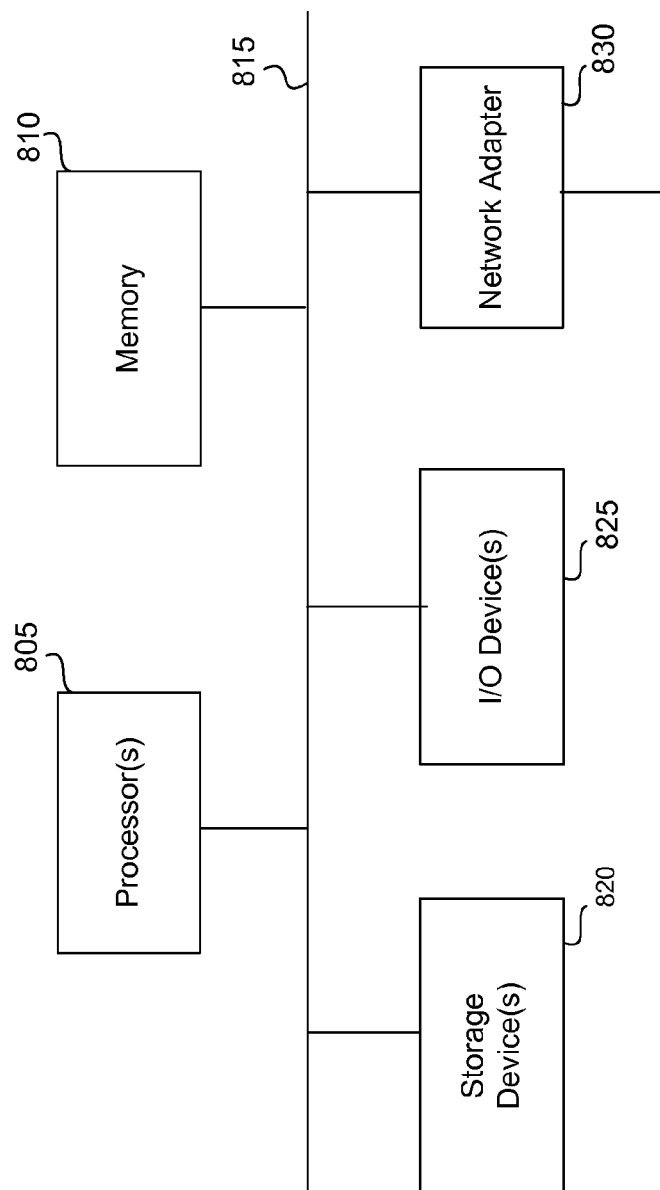 805
810
Processor(s)
Memory
815
Storage
Device(s)
820
I/O Device(s)
825
Network Adapter
830